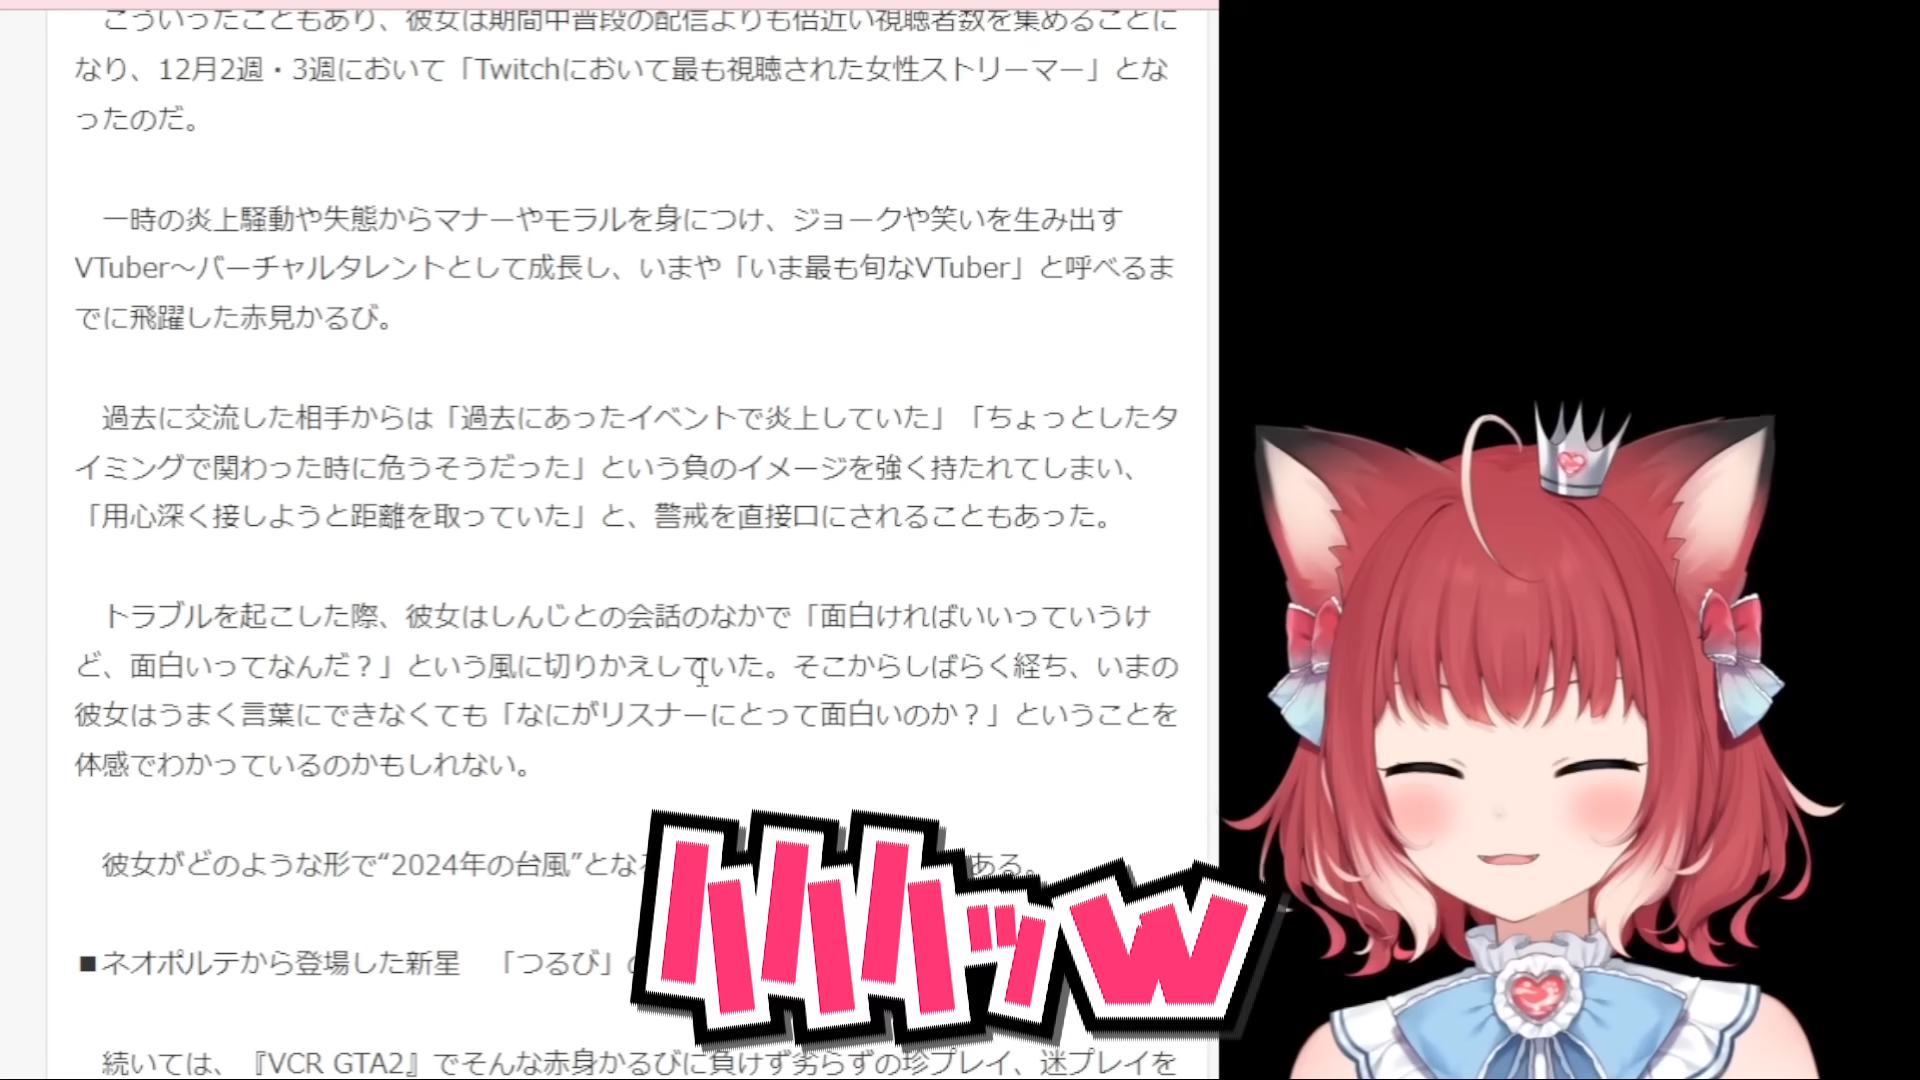 こういったこともあり、彼女は期間中普段の配信よりも倍近い視聴者数を集めることに
なり、12月2週・3週において「Twitchにおいて最も視聴された女性ストリーマー」とな
ったのだ。
一時の炎上騒動や失態からマナーやモラルを身につけ、ジョークや笑いを生み出す
VTuber～バーチャルタレントとして成長し、いまや「いま最も旬なVTuber」と呼べるま
でに飛躍した赤見かるび。
過去に交流した相手からは「過去にあったイベントで炎上していた」「ちょっとしたタ
イミングで関わった時に危うそうだった」という負のイメージを強く持たれてしまい、
「用心深く接しようと距離を取っていた」と、警戒を直接口にされることもあった。
トラブルを起こした際、彼女はしんじとの会話のなかで「面白ければいいっていうけ
ど、面白いってなんだ？」という風に切りかえしていた。そこからしばらく経ち、いまの
彼女はうまく言葉にできなくても「なにがリスナーにとって面白いのか？」ということを
体感でわかっているのかもしれない。
彼女がどのような形で“2024年の台風”とな
ある。
■ネオポルテから登場した新星　「つるび」
ハハハッw
続いては、『VCR GTA2』でそんな赤身かるびに負けず劣らずの珍プレイ、迷プレイを